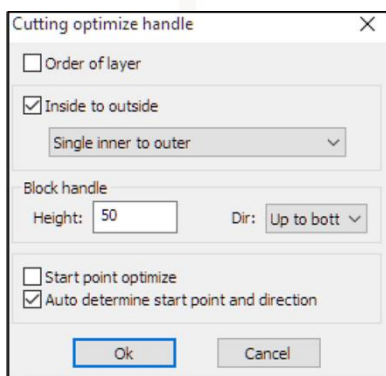 Cutting optimize handle
Order of layer
Inside to outside
Single inner to outer
Block handle
Height: 50 Dir: Up to bott
Start point optimize
Auto determine start point and direction
Ok Cancel